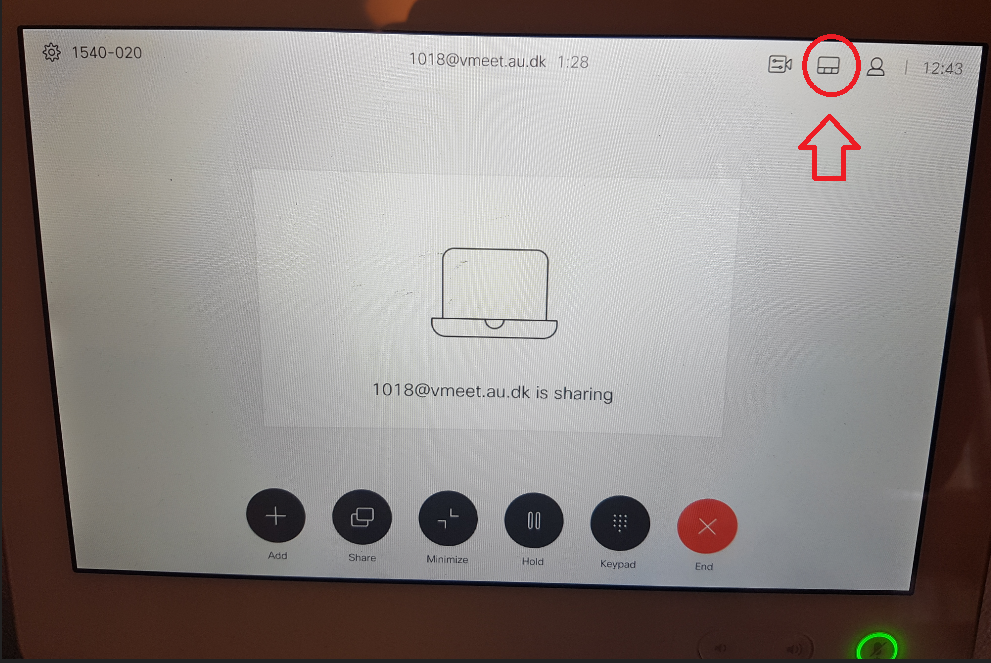 1540-020
1018@vmeet.au.dk 1:28
12:43
1018@vmeet.au.dk is sharing
Add
Share
Minimize
Hold
Keypad
End